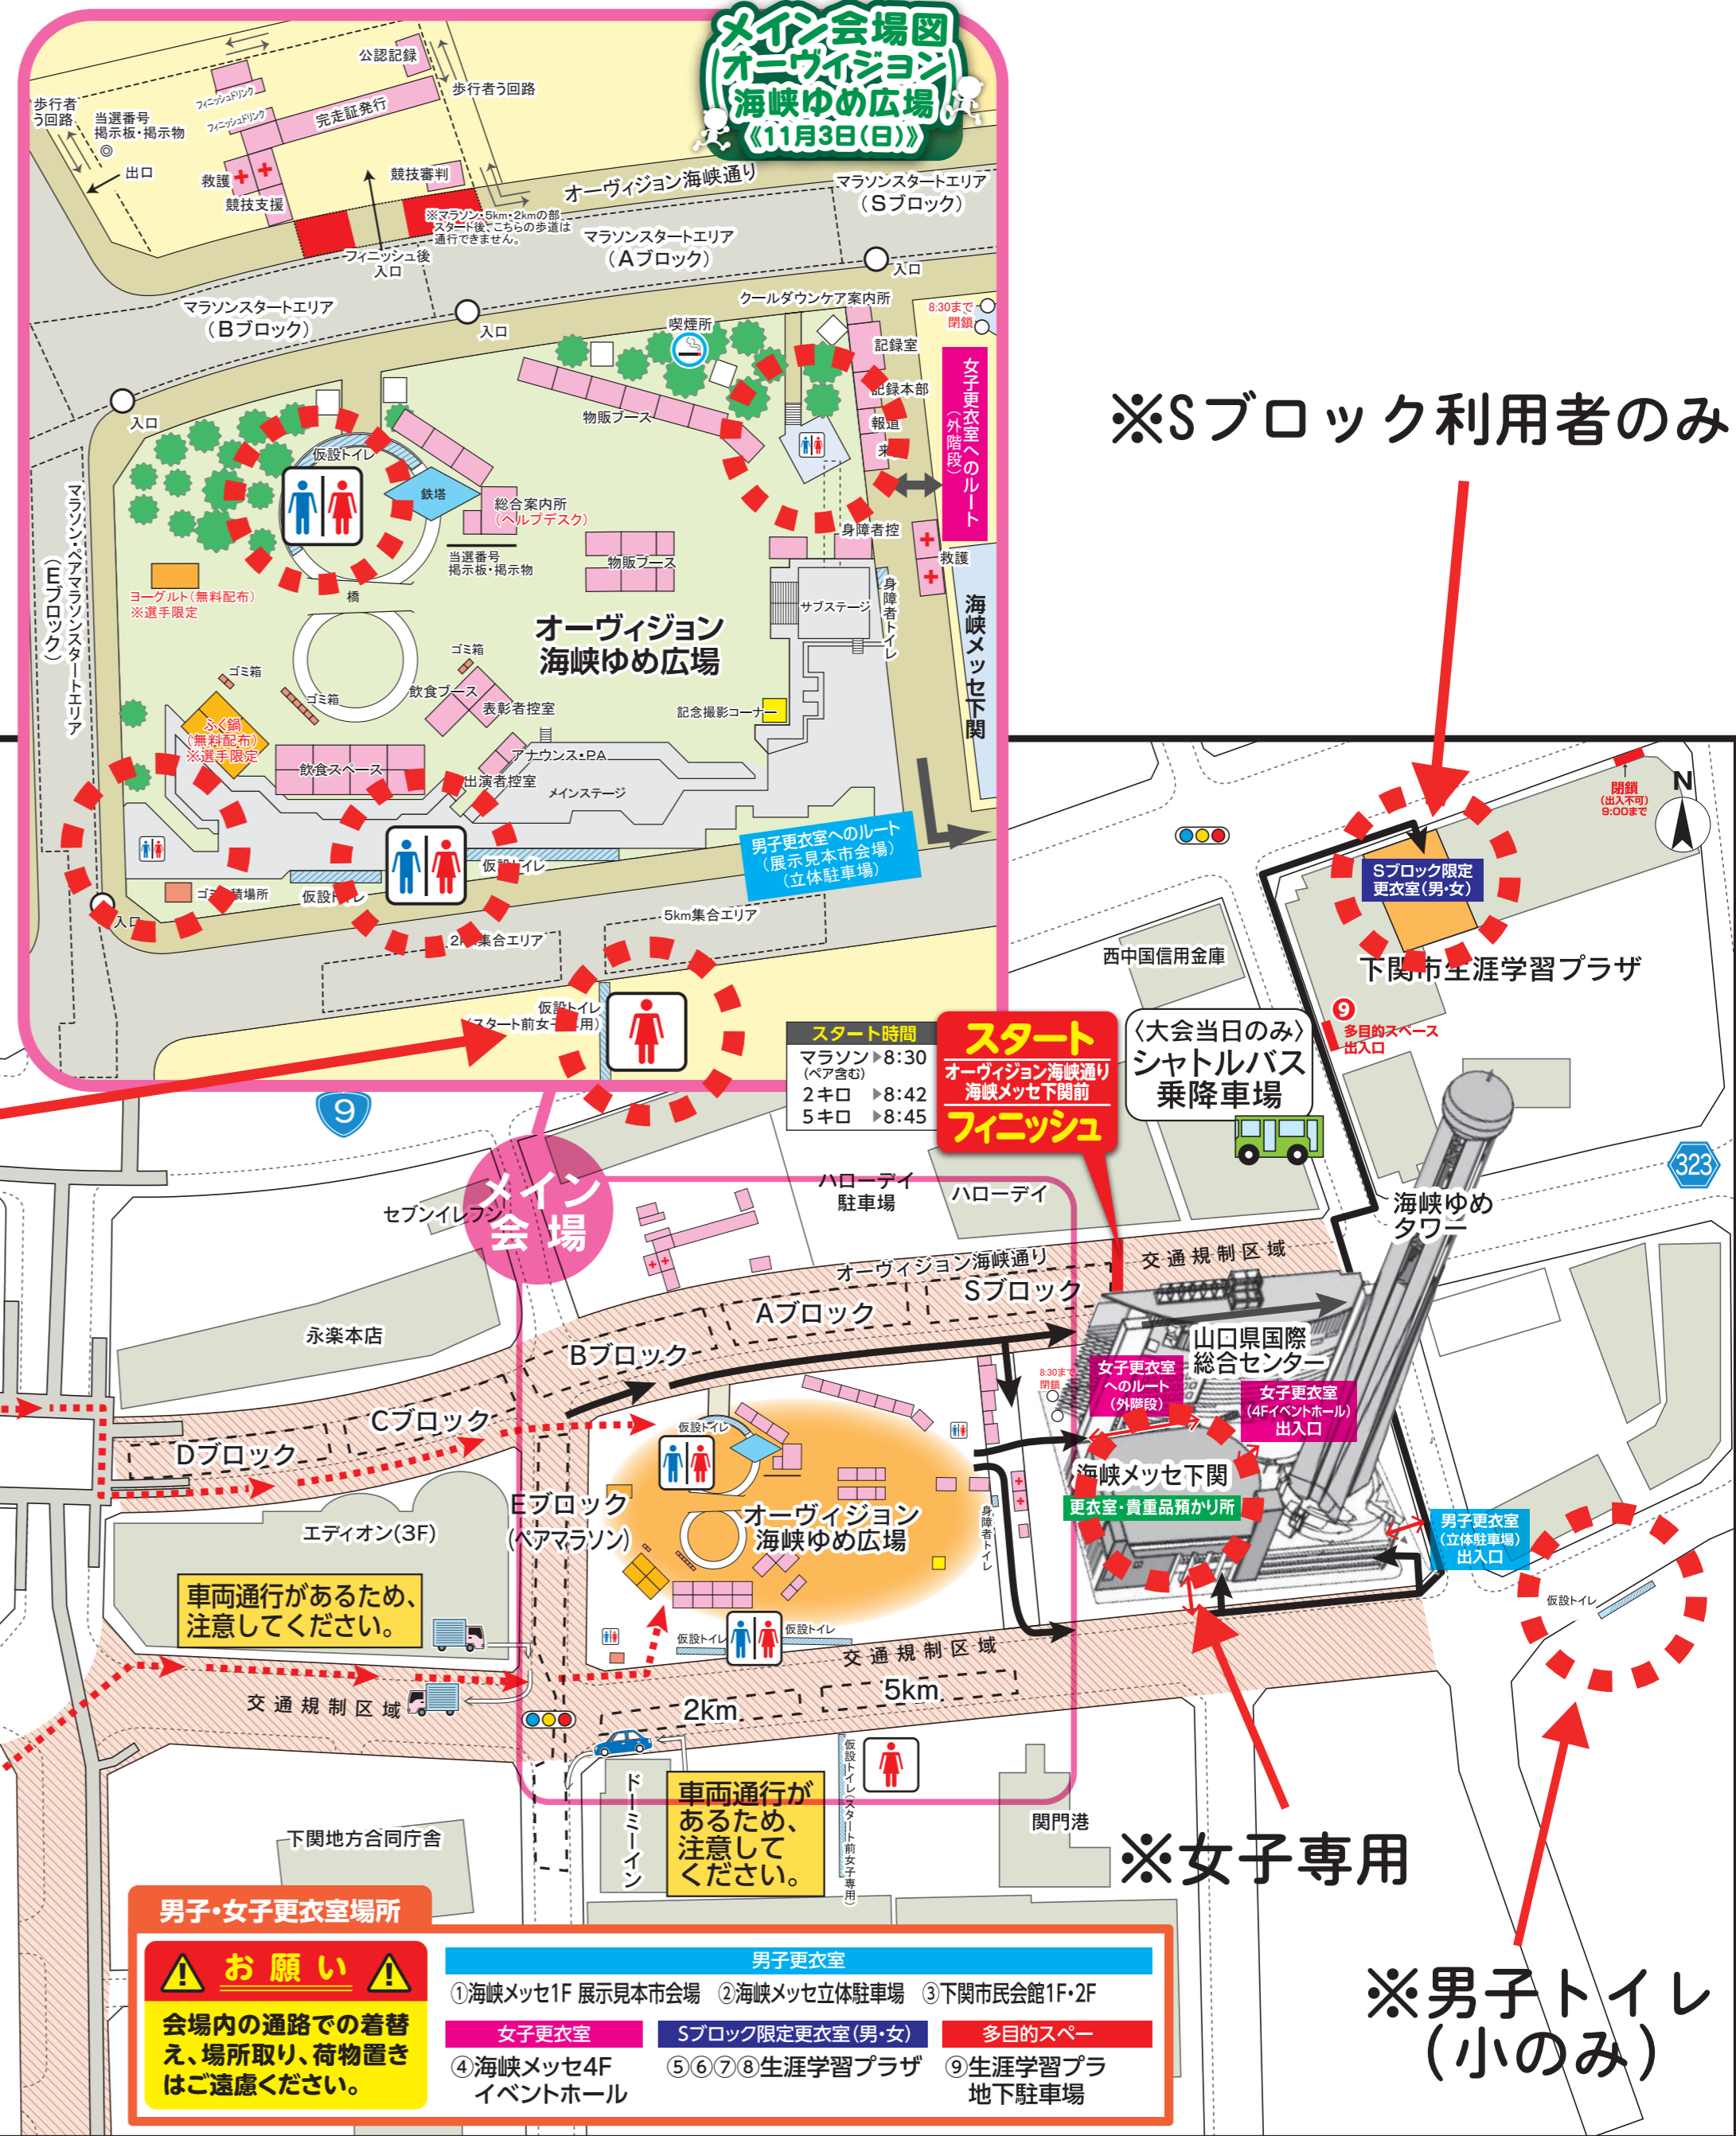 メイン会場図
オーヴィジョン
海峡ゆめ広場
《11月3日(日)》
公認記録
歩行者う回路
フィニッシュドリンク
フィニッシュドリンク
完走証発行
歩行者
う回路
当選番号
掲示板・掲示物
出口
救護
競技支援
競技審判
※マラソン・5km・2kmの部
スタート後、こちらの歩道は
通行できません。
フィニッシュ後
入口
オーヴィジョン海峡通り
マラソンスタートエリア
(Sブロック)
マラソンスタートエリア
(Aブロック)
マラソンスタートエリア
(Bブロック)
入口
入口
入口
クールダウンケア案内所
8:30まで
閉鎖
喫煙所
記録室
記録本部
報道
来
女子更衣室へのルート
(外階段)
物販ブース
仮設トイレ
鉄塔
総合案内所
(ヘルプデスク)
当選番号
掲示板・掲示物
物販ブース
身障者控
救護
ヨーグルト(無料配布)
※選手限定
橋
サブステージ
身障者トイレ
海峡メッセ下関
マラソン・ペアマラソンスタートエリア
(Eブロック)
オーヴィジョン
海峡ゆめ広場
ゴミ箱
ゴミ箱
ゴミ箱
飲食ブース
表彰者控室
記念撮影コーナー
ふく鍋
(無料配布)
※選手限定
飲食スペース
アナウンス・PA
出演者控室
メインステージ
男子更衣室へのルート
(展示見本市会場)
(立体駐車場)
仮設トイレ
仮設トイレ
ゴミ集積場所
入口
5km集合エリア
2km集合エリア
仮設トイレ
(スタート前女子専用)
※Sブロック利用者のみ
閉鎖
(出入不可)
9:00まで
N
Sブロック限定
更衣室(男・女)
下関市生涯学習プラザ
9
多目的スペース
出入口
西中国信用金庫
〈大会当日のみ〉
シャトルバス
乗降車場
スタート時間
マラソン▶8:30
(ペア含む)
2キロ ▶8:42
5キロ ▶8:45
スタート
オーヴィジョン海峡通り
海峡メッセ下関前
フィニッシュ
9
323
メイン
会場
セブンイレブン
ハローデイ
駐車場
ハローデイ
海峡ゆめ
タワー
オーヴィジョン海峡通り
交通規制区域
Sブロック
Aブロック
Bブロック
Cブロック
Dブロック
Eブロック
(ペアマラソン)
永楽本店
エディオン(3F)
8:30まで
閉鎖
山口県国際
総合センター
女子更衣室
へのルート
(外階段)
女子更衣室
(4Fイベントホール)
出入口
海峡メッセ下関
更衣室・貴重品預かり所
男子更衣室
(立体駐車場)
出入口
仮設トイレ
仮設トイレ
オーヴィジョン
海峡ゆめ広場
身障者トイレ
仮設トイレ
仮設トイレ
車両通行があるため、
注意してください。
交通規制区域
交通規制区域
2km
5km
ドーミーイン
車両通行が
あるため、
注意して
ください。
仮設トイレ(スタート前女子専用)
関門港
下関地方合同庁舎
※女子専用
※男子トイレ
(小のみ)
男子・女子更衣室場所
お願い
会場内の通路での着替
え、場所取り、荷物置き
はご遠慮ください。
男子更衣室
①海峡メッセ1F 展示見本市会場 ②海峡メッセ立体駐車場 ③下関市民会館1F・2F
女子更衣室
④海峡メッセ4F
イベントホール
Sブロック限定更衣室(男・女)
⑤⑥⑦⑧生涯学習プラザ
多目的スペー
⑨生涯学習プラ
地下駐車場